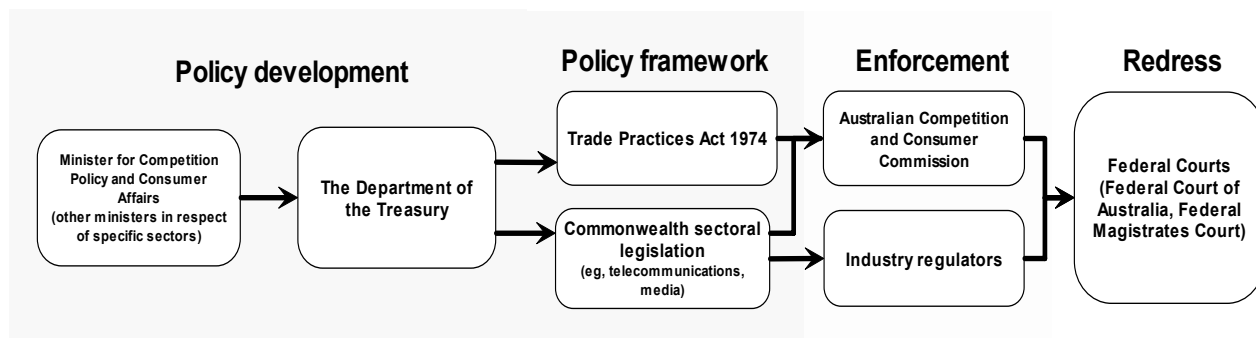 Policy development
Policy framework
Enforcement
Redress
Minister for Competition
Policy and Consumer
Affairs
(other ministers in respect
of specific sectors)
The Department of
the Treasury
Trade Practices Act 1974
Commonwealth sectoral
legislation
(eg, telecommunications,
media)
Australian Competition
and Consumer
Commission
Industry regulators
Federal Courts
(Federal Court of
Australia, Federal
Magistrates Court)